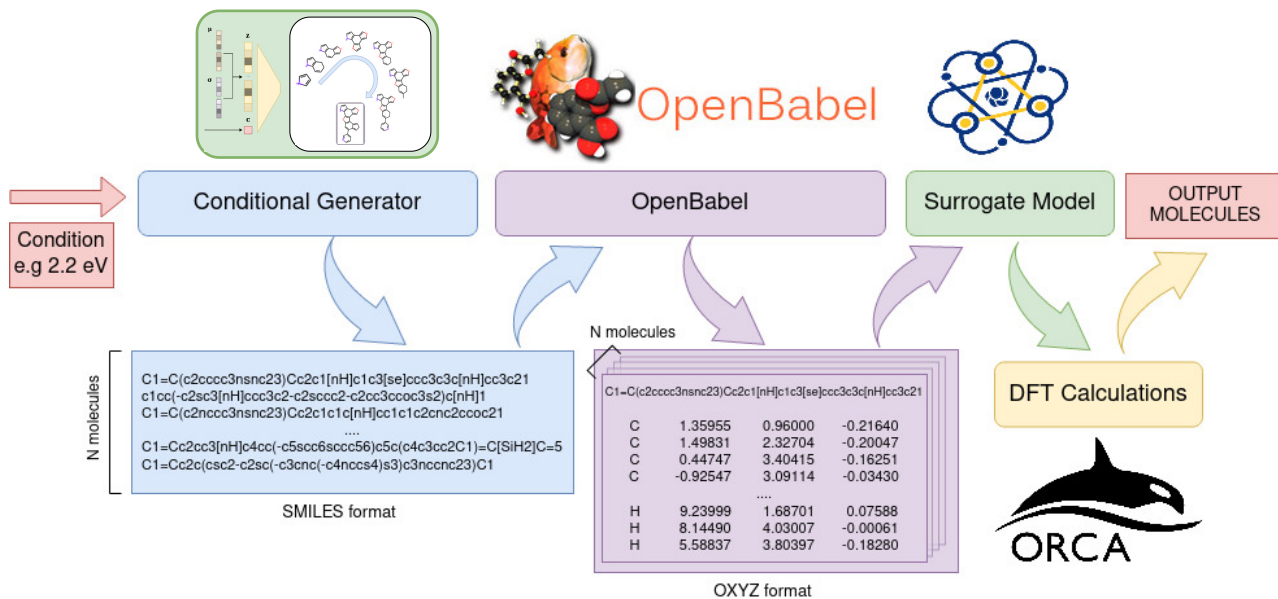 μ
z
σ
c
OpenBabel
Conditional Generator
OpenBabel
Surrogate Model
OUTPUT
MOLECULES
Condition
e.g 2.2 eV
N molecules
C1=C(c2cccc3nsnc23)Cc2c1[nH]c1c3[se]ccc3c3c[nH]cc3c21
c1cc(-c2sc3[nH]ccc3c2-c2sccc2-c2cc3ccoc3s2)c[nH]1
C1=C(c2nccc3nsnc23)Cc2c1c1c[nH]cc1c1c2cnc2ccoc21
....
C1=Cc2cc3[nH]c4cc(-c5scc6sccc56)c5c(c4c3cc2C1)=C[SiH2]C=5
C1=Cc2c(csc2-c2sc(-c3cnc(-c4nccs4)s3)c3nccnc23)C1
SMILES format
N molecules
C1=C(c2cccc3nsnc23)Cc2c1[nH]c1c3[se]ccc3c3c[nH]cc3c21
C 1.35955 0.96000 -0.21640
C 1.49831 2.32704 -0.20047
C 0.44747 3.40415 -0.16251
C -0.92547 3.09114 -0.03430
....
H 9.23999 1.68701 0.07588
H 8.14490 4.03007 -0.00061
H 5.58837 3.80397 -0.18280
OXYZ format
DFT Calculations
ORCA